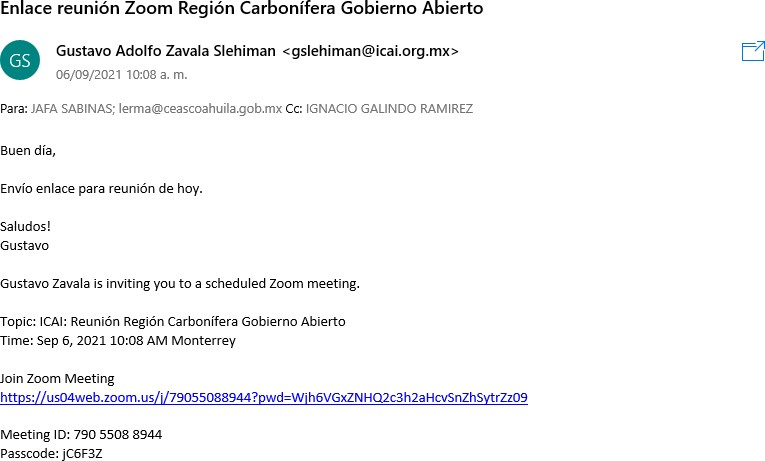 Enlace reunión Zoom Región Carbonífera Gobierno Abierto
GS
Gustavo Adolfo Zavala Slehiman <gslehiman@icai.org.mx>
06/09/2021 10:08 a. m.
Para: JAFA SABINAS; lerma@ceascoahuila.gob.mx Cc: IGNACIO GALINDO RAMIREZ
Buen día,
Envío enlace para reunión de hoy.
Saludos!
Gustavo
Gustavo Zavala is inviting you to a scheduled Zoom meeting.
Topic: ICAI: Reunión Región Carbonífera Gobierno Abierto
Time: Sep 6, 2021 10:08 AM Monterrey
Join Zoom Meeting
https://us04web.zoom.us/j/79055088944?pwd=Wjh6VGxZNHQ2c3h2aHcvSnZhSytrZz09
Meeting ID: 790 5508 8944
Passcode: jC6F3Z